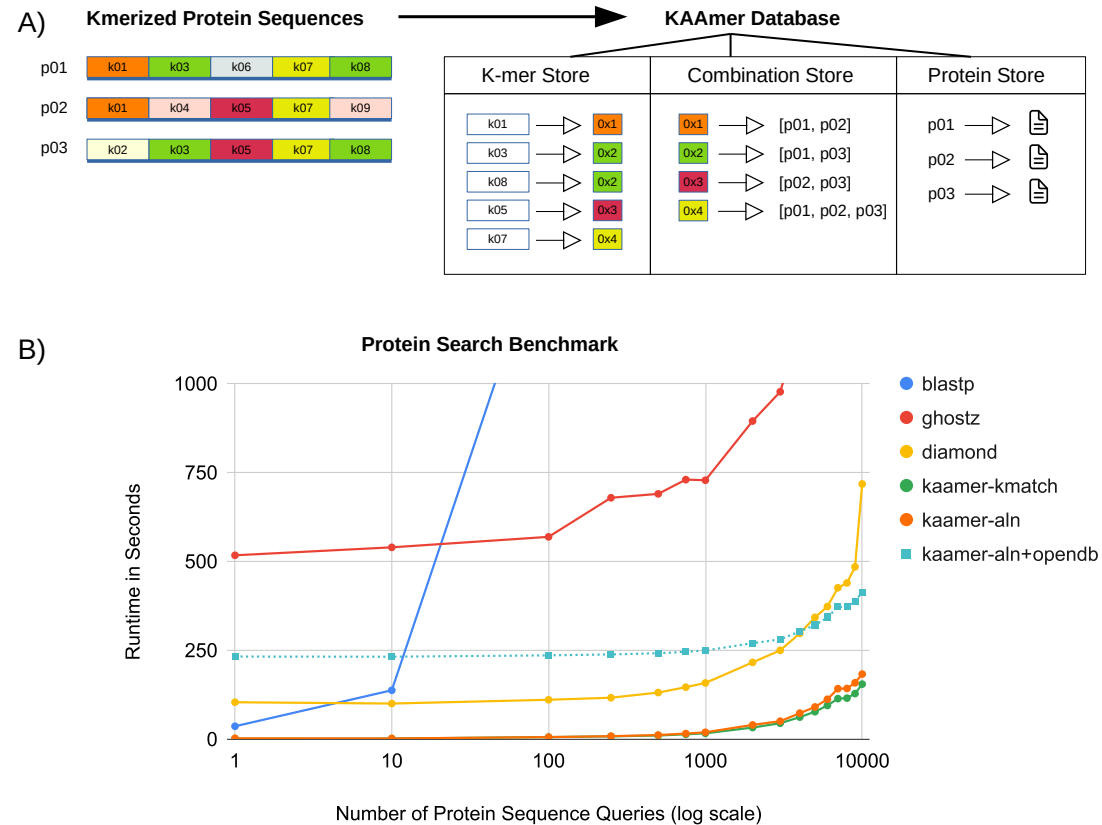 A)
Kmerized Protein Sequences
KAAmer Database
p01 k01 k03 k06 k07 k08
p02 k01 k04 k05 k07 k09
p03 k02 k03 k05 k07 k08
K-mer Store Combination Store Protein Store
k01 0x1 0x1 [p01, p02] p01
k03 0x2 0x2 [p01, p03] p02
k08 0x2 0x3 [p02, p03] p03
k05 0x3 0x4 [p01, p02, p03]
k07 0x4
B)
Protein Search Benchmark
Runtime in Seconds
1000
750
500
250
0
1 10 100 1000 10000
Number of Protein Sequence Queries (log scale)
blastp
ghostz
diamond
kaamer-kmatch
kaamer-aln
kaamer-aln+opendb